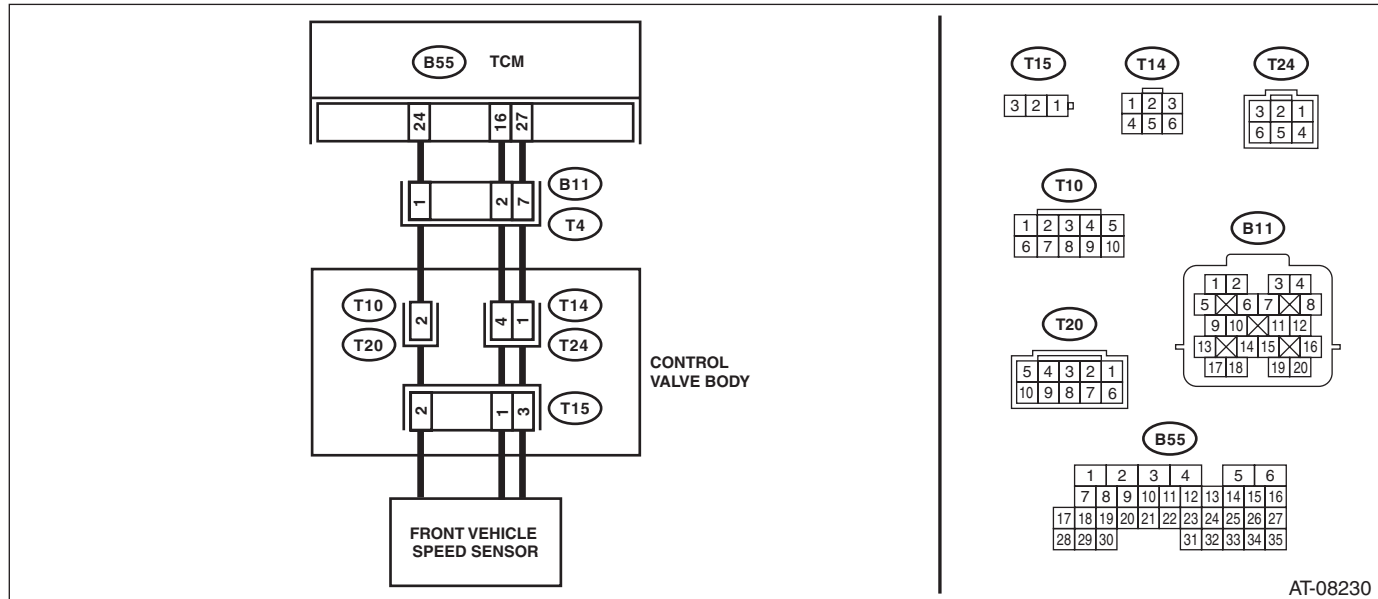 B55 TCM
24 16 27
1 2 7
B11
T4
T10
2
4 1
T14
T20
T24
CONTROL
VALVE BODY
2 1 3
T15
FRONT VEHICLE
SPEED SENSOR
T15
3 2 1
T14
1 2 3
4 5 6
T24
3 2 1
6 5 4
T10
1 2 3 4 5
6 7 8 9 10
B11
1 2 3 4
5 6 7 8
9 10 11 12
13 14 15 16
17 18 19 20
T20
5 4 3 2 1
10 9 8 7 6
B55
1 2 3 4 5 6
7 8 9 10 11 12 13 14 15 16
17 18 19 20 21 22 23 24 25 26 27
28 29 30 31 32 33 34 35
AT-08230